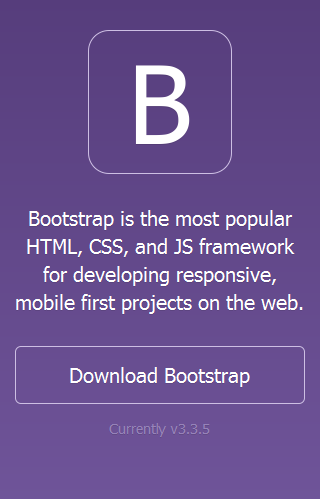 B
Bootstrap is the most popular
HTML, CSS, and JS framework
for developing responsive,
mobile first projects on the web.
Download Bootstrap
Currently v3.3.5